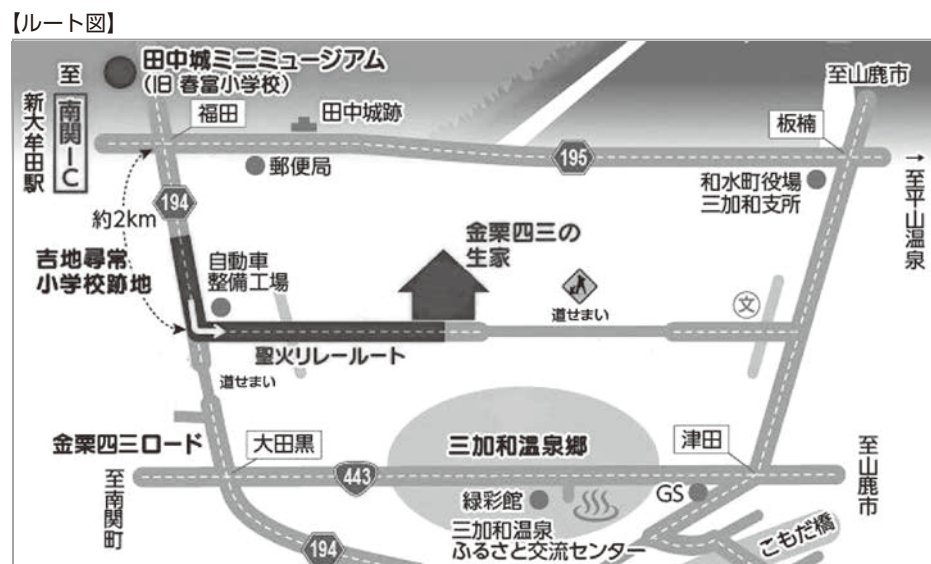 【ルート図】
田中城ミニミュージアム
(旧 春富小学校)
至
南関IC
新大牟田駅
福田
田中城跡
至山鹿市
板楠
195
郵便局
和水町役場
三加和支所
→至平山温泉
194
約2km
吉地尋常
小学校跡地
自動車
整備工場
金栗四三の
生家
道せまい
文
聖火リレールート
道せまい
金栗四三ロード
大田黒
三加和温泉郷
津田
至山鹿市
至南関町
443
緑彩館
GS
三加和温泉
ふるさと交流センター
こもだ橋
194